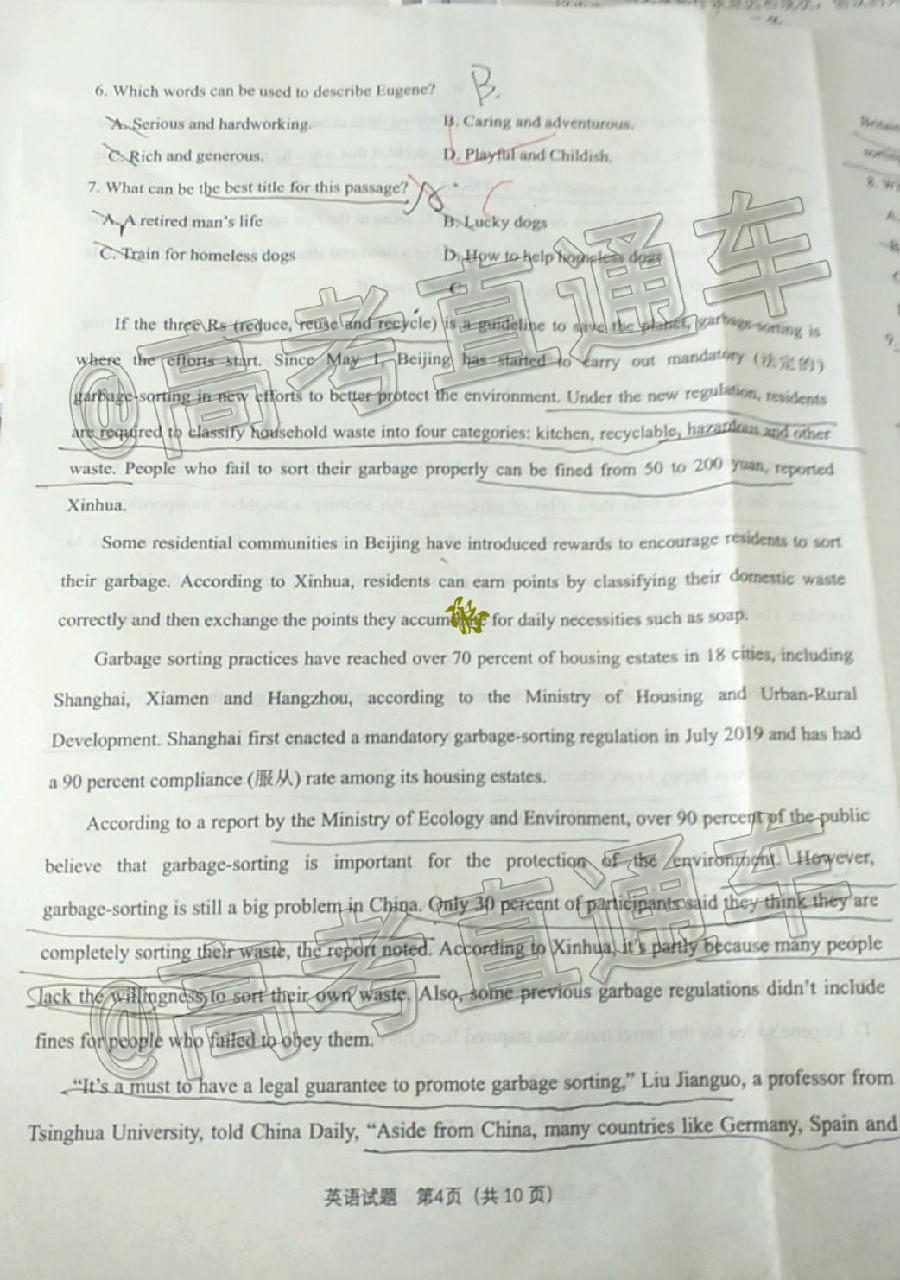 6. Which words can be used to describe Eugene? B.
A. Serious and hardworking. B. Caring and adventurous.
C. Rich and generous. D. Playful and Childish.
7. What can be the best title for this passage? C
A. A retired man's life B. Lucky dogs
C. Train for homeless dogs D. How to help homeless dogs
C
If the three Rs (reduce, reuse and recycle) is a guideline to save the planet, garbage-sorting is
where the efforts start. Since May 1, Beijing has started to carry out mandatory
garbage-sorting in new efforts to better protect the environment. Under the new regulation, residents
are required to classify household waste into four categories: kitchen, recyclable, hazardous and other
waste. People who fail to sort their garbage properly can be fined from 50 to 200 yuan, reported
Xinhua.
Some residential communities in Beijing have introduced rewards to encourage residents to sort
their garbage. According to Xinhua, residents can earn points by classifying their domestic waste
correctly and then exchange the points they for daily necessities such as soap.
Garbage sorting practices have reached over 70 percent of housing estates in 18 cities, including
Shanghai, Xiamen and Hangzhou, according to the Ministry of Housing and Urban-Rural
Development. Shanghai first enacted a mandatory garbage-sorting regulation in July 2019 and has had
a 90 percent compliance (服从) rate among its housing estates.
According to a report by the Ministry of Ecology and Environment, over 90 percent of the public
believe that garbage-sorting is important for the protection of the environment. However,
garbage-sorting is still a big problem in China. Only 30 percent of participants said they think they are
completely sorting their waste, the report noted. According to Xinhua, it's partly because many people
lack the willingness to sort their own waste. Also, some previous garbage regulations didn't include
fines for people who failed to obey them.
"It's a must to have a legal guarantee to promote garbage sorting," Liu Jianguo, a professor from
Tsinghua University, told China Daily, "Aside from China, many countries like Germany, Spain and
英语试题 第4页（共 10 页）
@高考直通车
@高考直通车